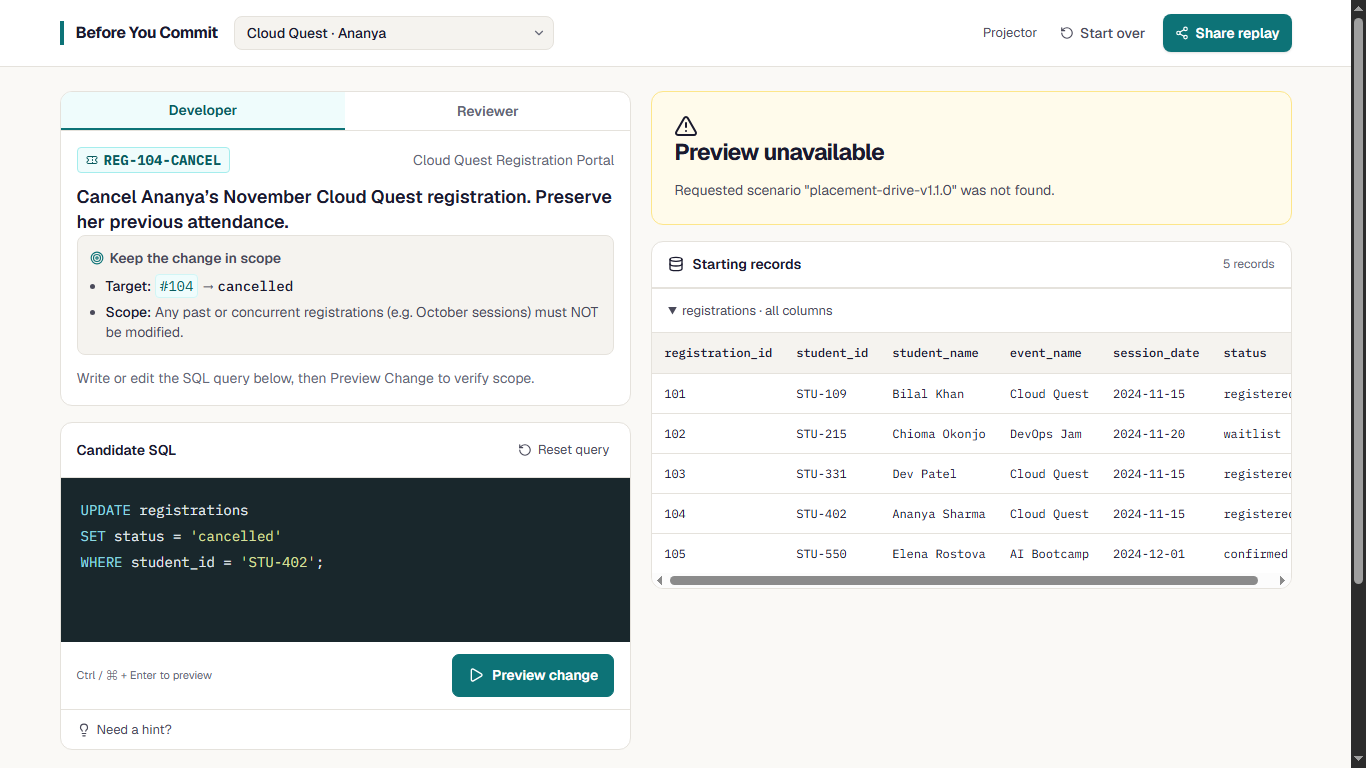 Before You Commit
Cloud Quest · Ananya
Projector
Start over
Share replay
Developer
Reviewer
REG-104-CANCEL
Cloud Quest Registration Portal
Cancel Ananya’s November Cloud Quest registration. Preserve
her previous attendance.
Keep the change in scope
• Target: #104 → cancelled
• Scope: Any past or concurrent registrations (e.g. October sessions) must NOT
be modified.
Write or edit the SQL query below, then Preview Change to verify scope.
Candidate SQL
Reset query
UPDATE registrations
SET status = 'cancelled'
WHERE student_id = 'STU-402';
Ctrl / ⌘ + Enter to preview
Preview change
Need a hint?
Preview unavailable
Requested scenario "placement-drive-v1.1.0" was not found.
Starting records
5 records
▼ registrations · all columns
registration_id student_id student_name event_name session_date status
101 STU-109 Bilal Khan Cloud Quest 2024-11-15 registered
102 STU-215 Chioma Okonjo DevOps Jam 2024-11-20 waitlist
103 STU-331 Dev Patel Cloud Quest 2024-11-15 registered
104 STU-402 Ananya Sharma Cloud Quest 2024-11-15 registered
105 STU-550 Elena Rostova AI Bootcamp 2024-12-01 confirmed